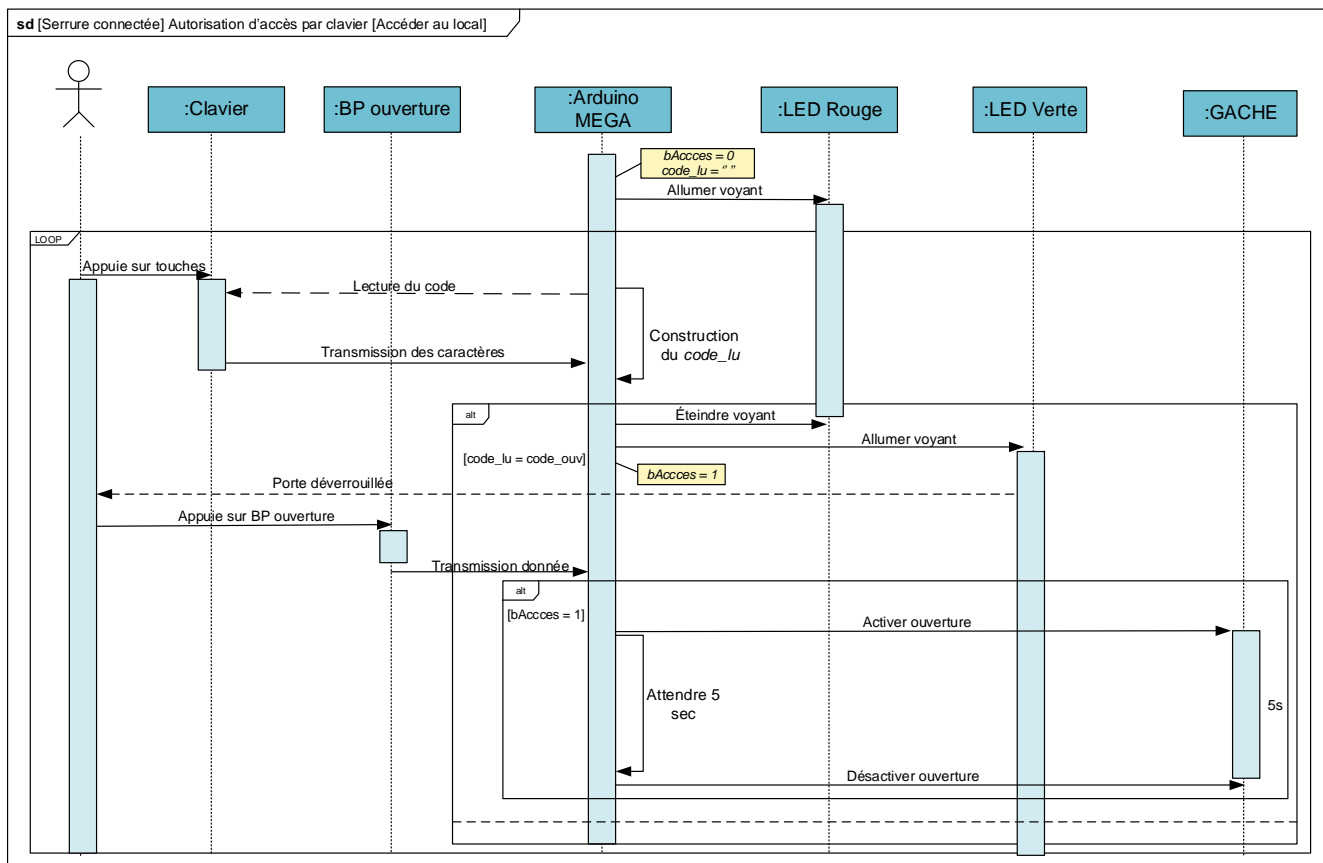 sd [Serrure connectée] Autorisation d'accès par clavier [Accéder au local]
:Clavier
:BP ouverture
:Arduino
MEGA
:LED Rouge
:LED Verte
:GACHE
bAccces = 0
code_lu = “ ”
Allumer voyant
LOOP
Appuie sur touches
Lecture du code
Construction
du code_lu
Transmission des caractères
alt
Éteindre voyant
Allumer voyant
[code_lu = code_ouv]
bAccces = 1
Porte déverrouillée
Appuie sur BP ouverture
Transmission donnée
alt
[bAccces = 1]
Activer ouverture
Attendre 5
sec
5s
Désactiver ouverture